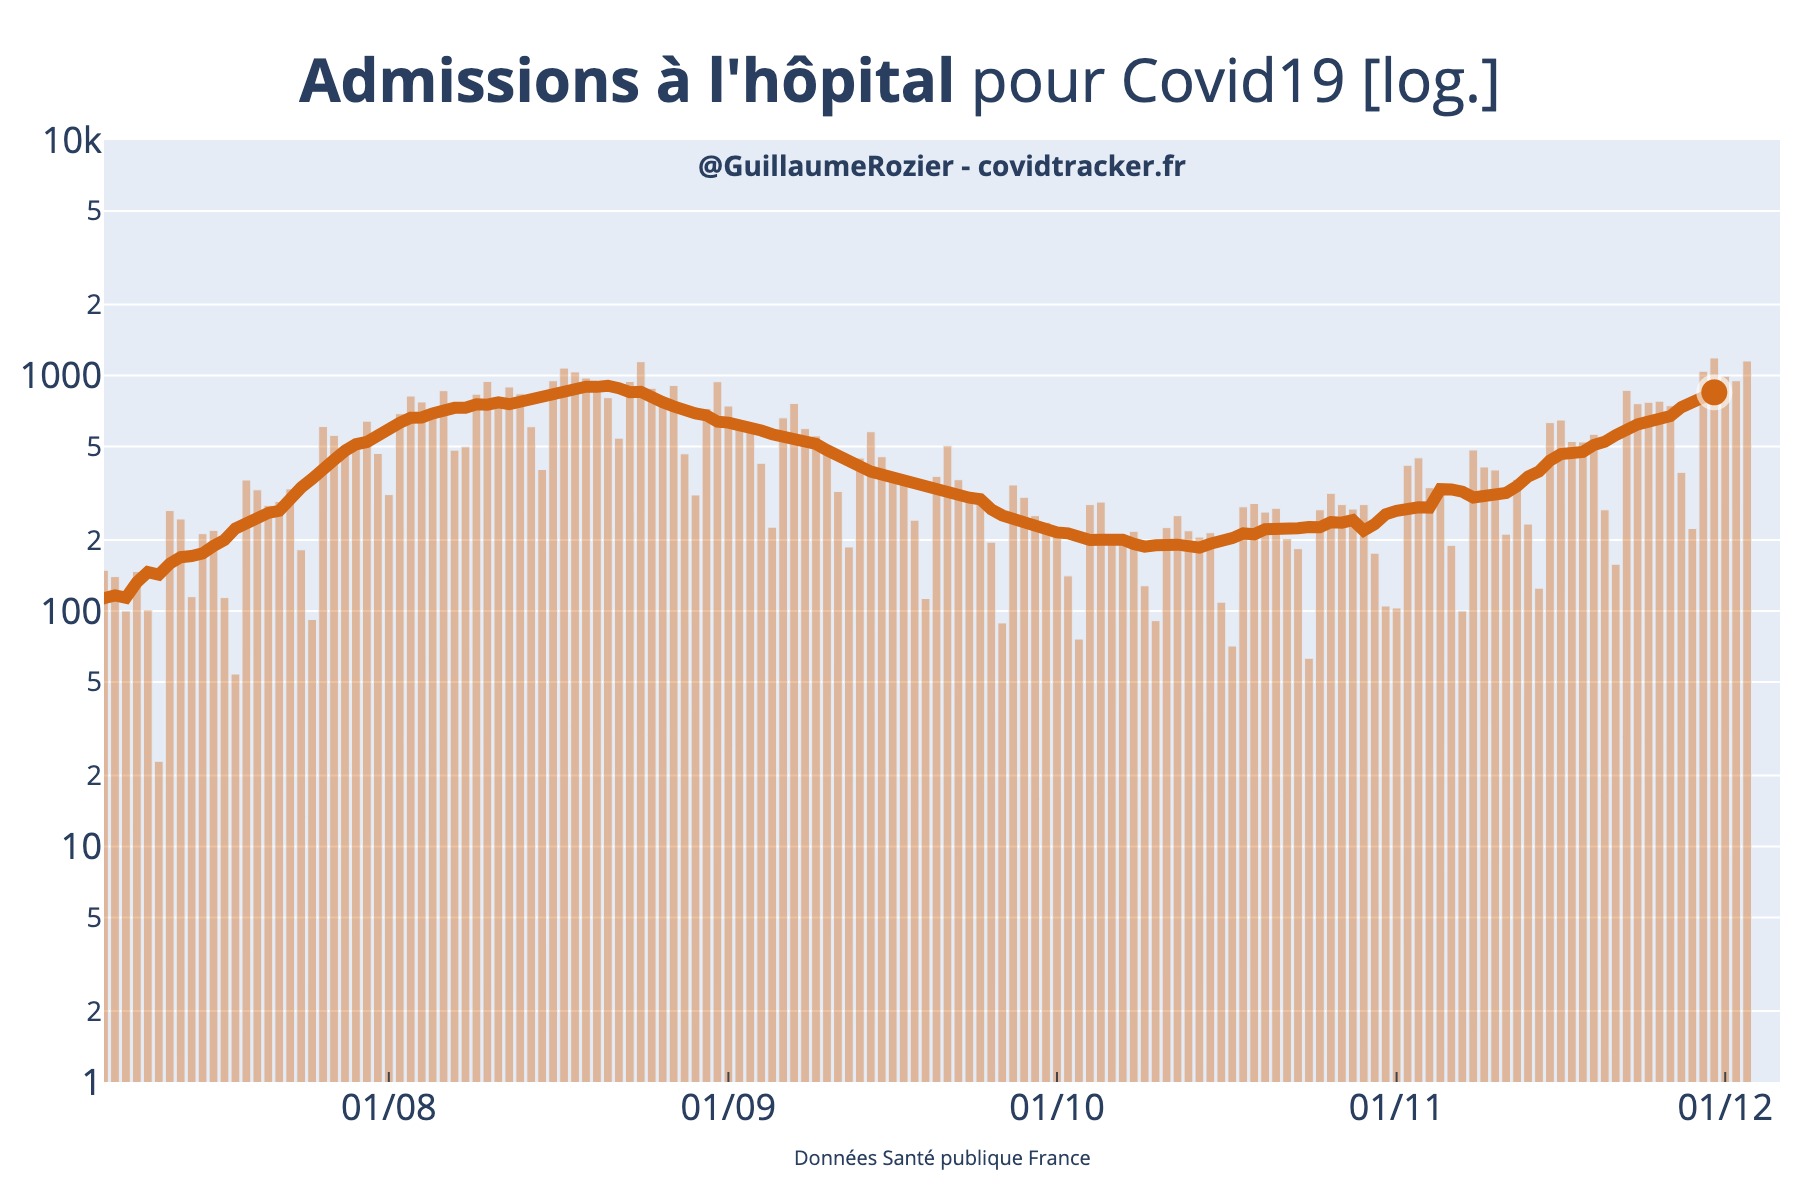 Admissions à l'hôpital pour Covid19 [log.]
@GuillaumeRozier - covidtracker.fr
10k
5
2
1000
5
2
100
5
2
10
5
2
1
01/08 01/09 01/10 01/11 01/12
Données Santé publique France